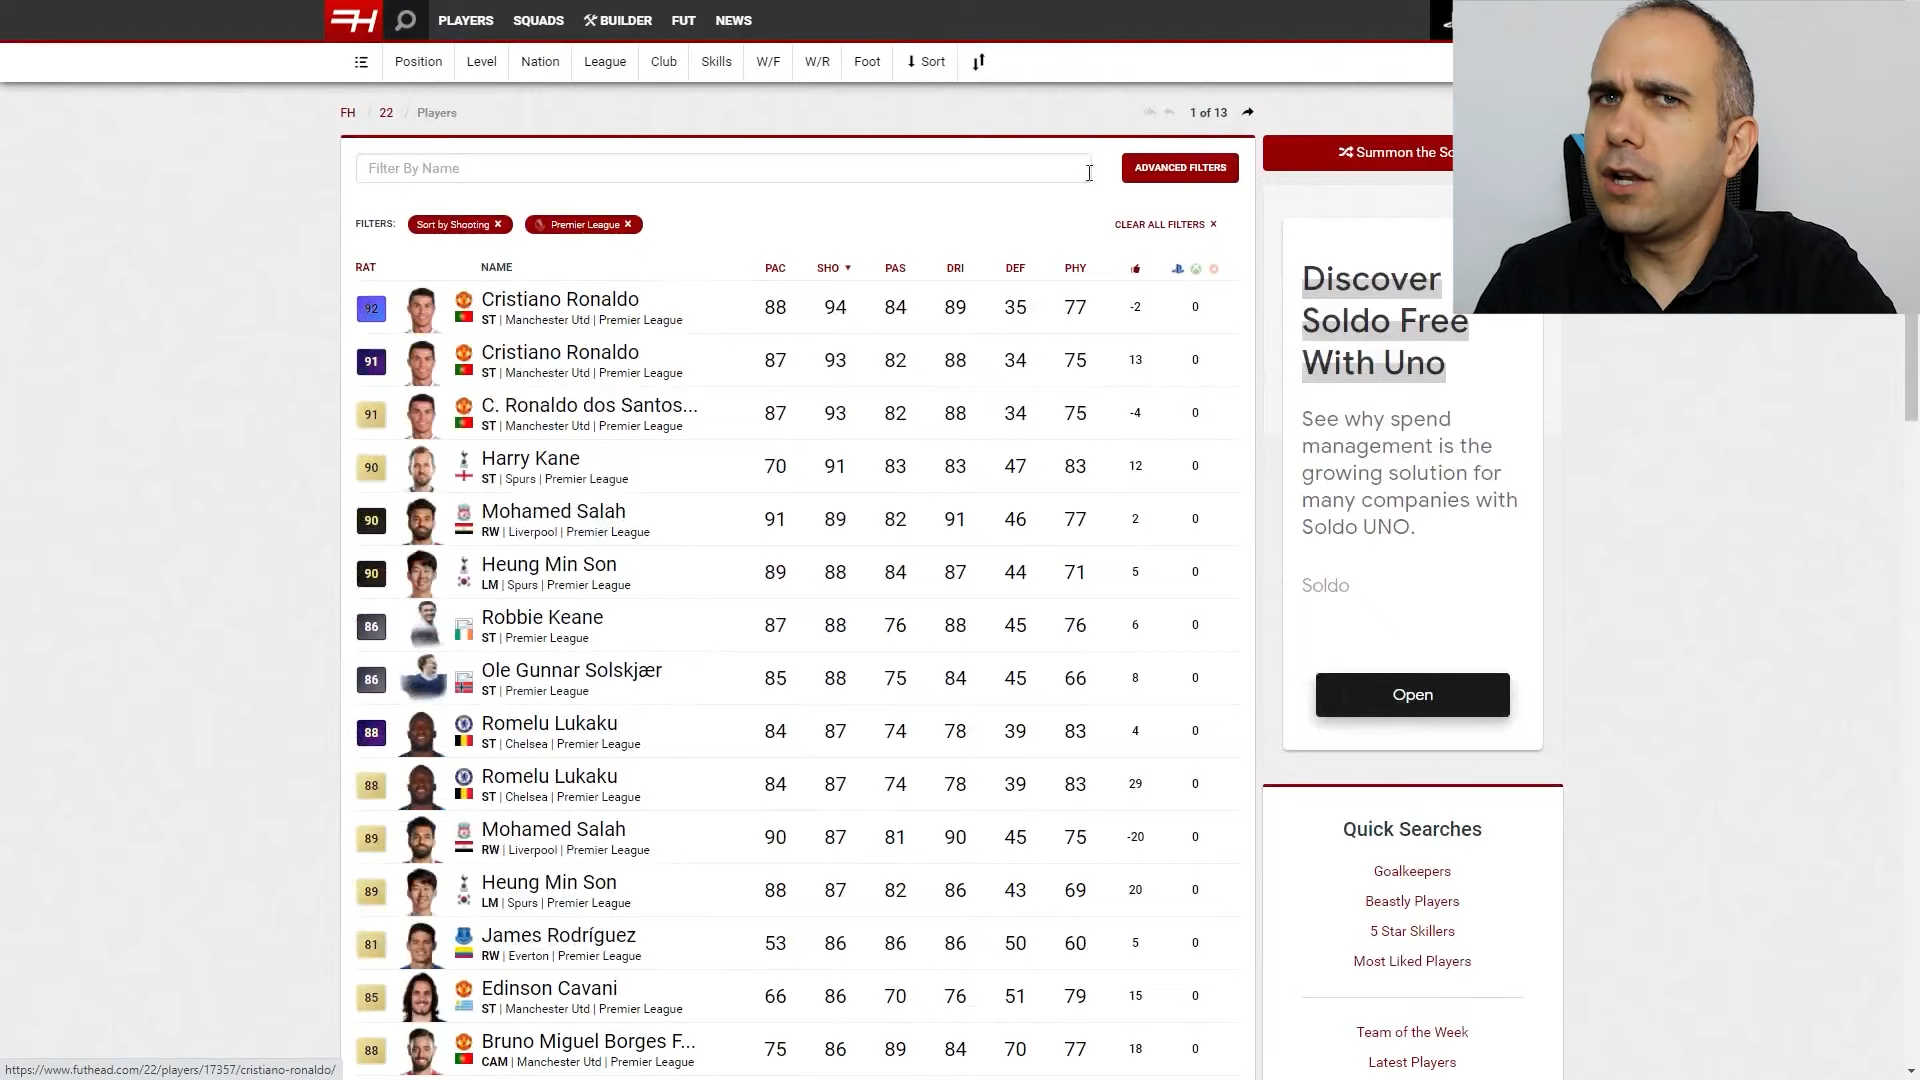 FH PLAYERS SQUADS BUILDER FUT NEWS
Position Level Nation League Club Skills W/F W/R Foot Sort
FH / 22 / Players 1 of 13
Filter By Name ADVANCED FILTERS
FILTERS: Sort by Shooting × Premier League × CLEAR ALL FILTERS ×
RAT NAME PAC SHO PAS DRI DEF PHY
92 Cristiano Ronaldo 88 94 84 89 35 77 -2 0
ST | Manchester Utd | Premier League
91 Cristiano Ronaldo 87 93 82 88 34 75 13 0
ST | Manchester Utd | Premier League
91 C. Ronaldo dos Santos... 87 93 82 88 34 75 -4 0
ST | Manchester Utd | Premier League
90 Harry Kane 70 91 83 83 47 83 12 0
ST | Spurs | Premier League
90 Mohamed Salah 91 89 82 91 46 77 2 0
RW | Liverpool | Premier League
90 Heung Min Son 89 88 84 87 44 71 5 0
LM | Spurs | Premier League
86 Robbie Keane 87 88 76 88 45 76 6 0
ST | Premier League
86 Ole Gunnar Solskjær 85 88 75 84 45 66 8 0
ST | Premier League
88 Romelu Lukaku 84 87 74 78 39 83 4 0
ST | Chelsea | Premier League
88 Romelu Lukaku 84 87 74 78 39 83 29 0
ST | Chelsea | Premier League
89 Mohamed Salah 90 87 81 90 45 75 -20 0
RW | Liverpool | Premier League
89 Heung Min Son 88 87 82 86 43 69 20 0
LM | Spurs | Premier League
81 James Rodríguez 53 86 86 86 50 60 5 0
RW | Everton | Premier League
85 Edinson Cavani 66 86 70 76 51 79 15 0
ST | Manchester Utd | Premier League
88 Bruno Miguel Borges F... 75 86 89 84 70 77 18 0
CAM | Manchester Utd | Premier League
https://www.futhead.com/22/players/17357/cristiano-ronaldo/
Summon the
Discover
Soldo Free
With Uno
See why spend
management is the
growing solution for
many companies with
Soldo UNO.
Soldo
Open
Quick Searches
Goalkeepers
Beastly Players
5 Star Skillers
Most Liked Players
Team of the Week
Latest Players